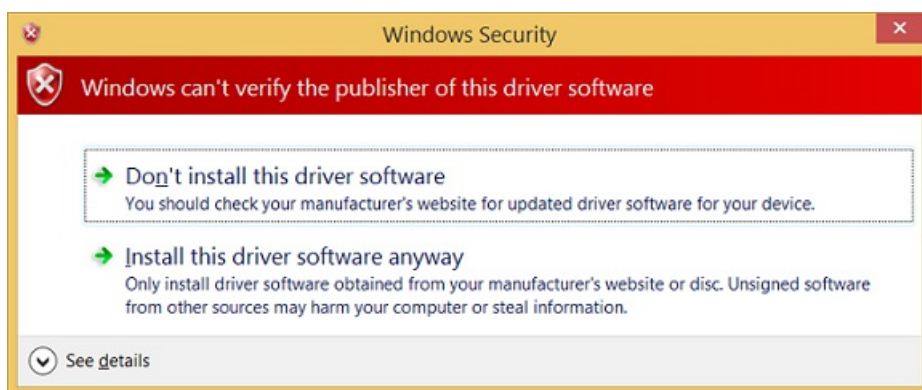 Windows Security
Windows can't verify the publisher of this driver software
Don't install this driver software
You should check your manufacturer's website for updated driver software for your device.
Install this driver software anyway
Only install driver software obtained from your manufacturer's website or disc. Unsigned software
from other sources may harm your computer or steal information.
See details